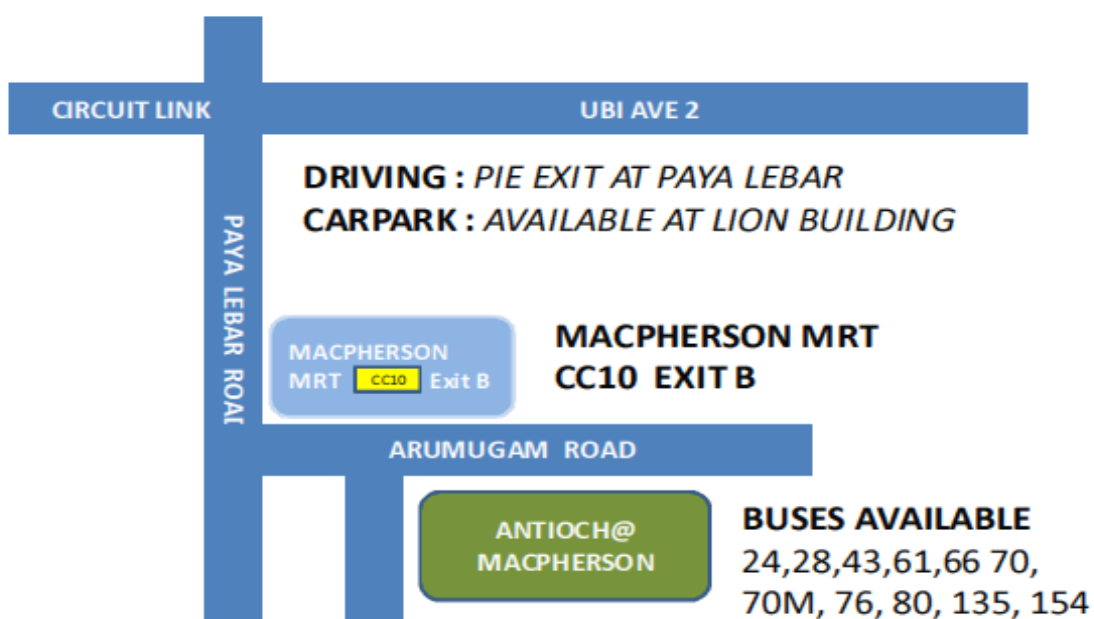 CIRCUIT LINK
UBI AVE 2
DRIVING : PIE EXIT AT PAYA LEBAR
CARPARK : AVAILABLE AT LION BUILDING
PAYA LEBAR ROAD
MACPHERSON
MRT CC10 Exit B
MACPHERSON MRT
CC10 EXIT B
ARUMUGAM ROAD
ANTIOCH@
MACPHERSON
BUSES AVAILABLE
24,28,43,61,66 70,
70M, 76, 80, 135, 154